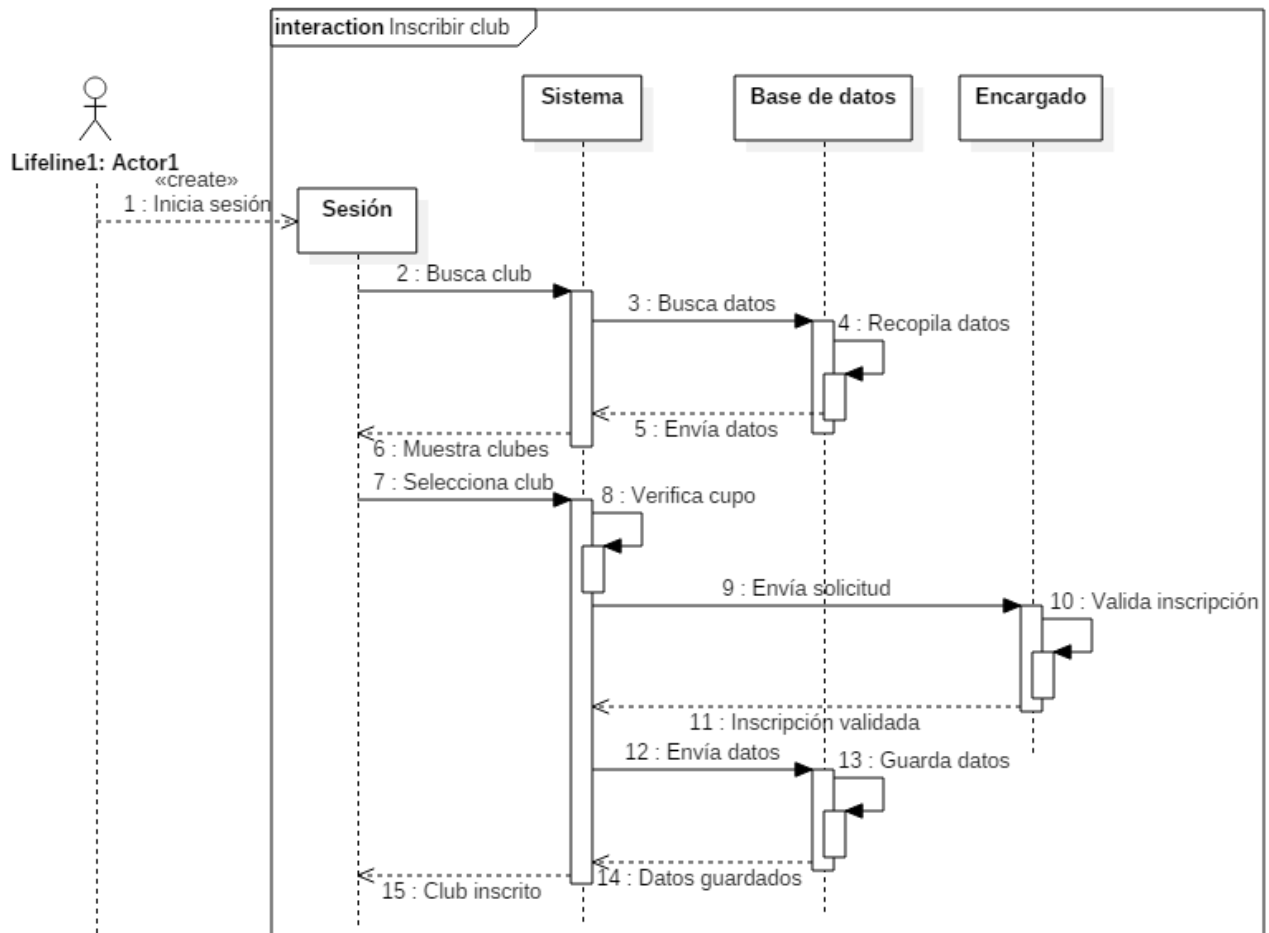 interaction Inscribir club
Sistema
Base de datos
Encargado
Lifeline1: Actor1
«create»
1 : Inicia sesión
Sesión
2 : Busca club
3 : Busca datos
4 : Recopila datos
5 : Envía datos
6 : Muestra clubes
7 : Selecciona club
8 : Verifica cupo
9 : Envía solicitud
10 : Valida inscripción
11 : Inscripción validada
12 : Envía datos
13 : Guarda datos
14 : Datos guardados
15 : Club inscrito